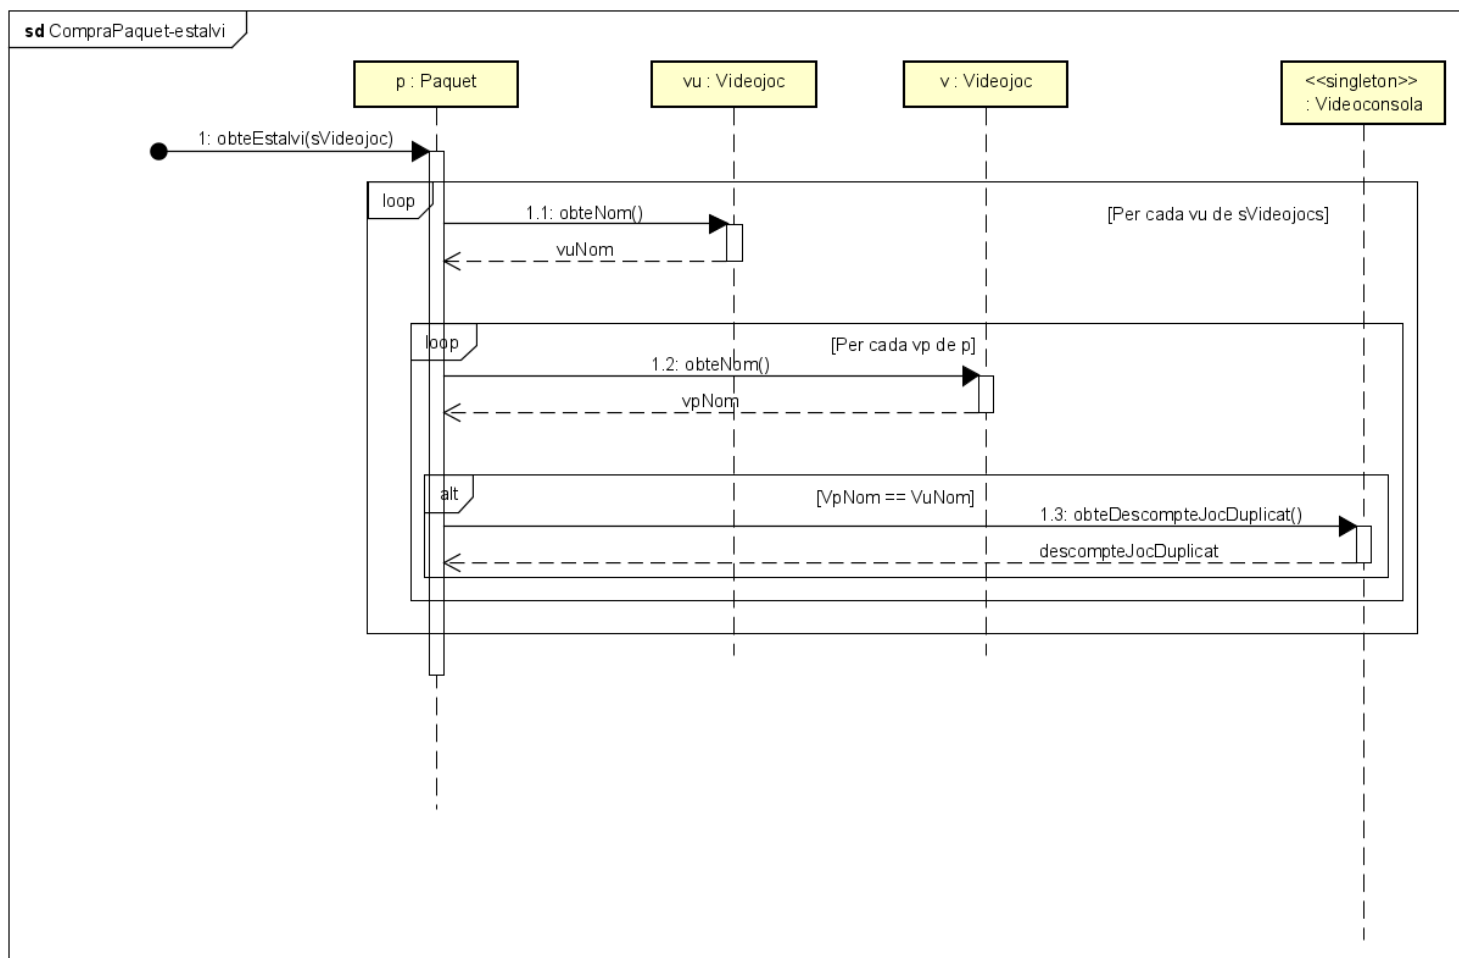 sd CompraPaquet-estalvi
p : Paquet
vu : Videojoc
v : Videojoc
<<singleton>>
: Videoconsola
1: obteEstalvi(sVideojoc)
loop
[Per cada vu de sVideojocs]
1.1: obteNom()
vuNom
loop
[Per cada vp de p]
1.2: obteNom()
vpNom
alt
[VpNom == VuNom]
1.3: obteDescompteJocDuplicat()
descompteJocDuplicat